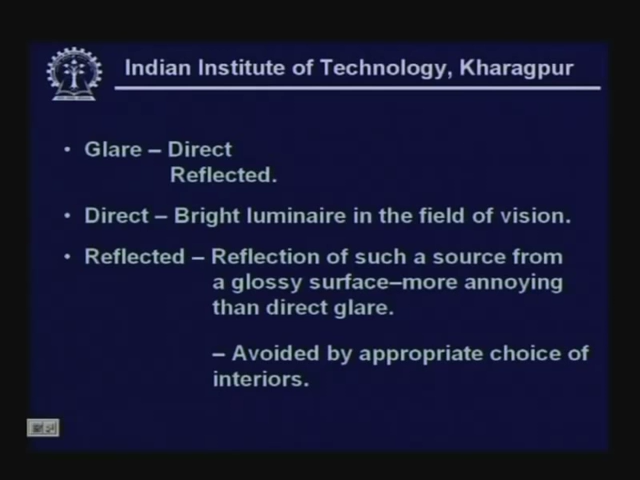 Indian Institute of Technology, Kharagpur
• Glare – Direct
Reflected.
• Direct – Bright luminaire in the field of vision.
• Reflected – Reflection of such a source from
a glossy surface–more annoying
than direct glare.
– Avoided by appropriate choice of
interiors.